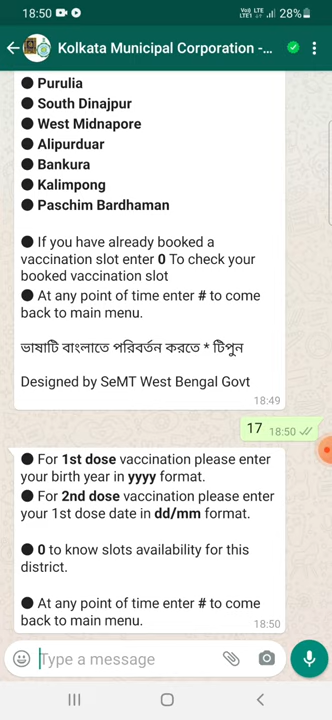 18:50
Vo)) LTE
LTE1 28%
Kolkata Municipal Corporation -...
● Purulia
● South Dinajpur
● West Midnapore
● Alipurduar
● Bankura
● Kalimpong
● Paschim Bardhaman
● If you have already booked a
vaccination slot enter 0 To check your
booked vaccination slot
● At any point of time enter # to come
back to main menu.
ভাষাটি বাংলাতে পরিবর্তন করতে * টিপুন
Designed by SeMT West Bengal Govt
18:49
17 18:50
● For 1st dose vaccination please enter
your birth year in yyyy format.
● For 2nd dose vaccination please enter
your 1st dose date in dd/mm format.
● 0 to know slots availability for this
district.
● At any point of time enter # to come
back to main menu.
18:50
Type a message